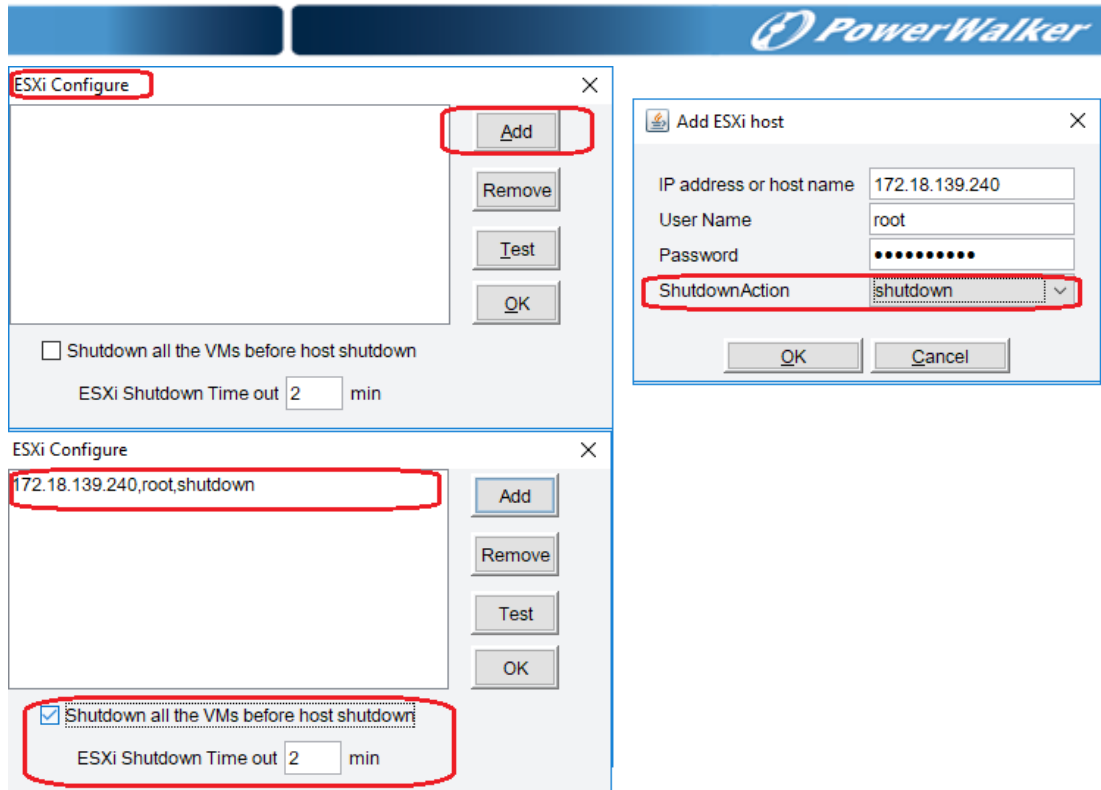 PowerWalker
ESXi Configure
Add
Remove
Test
OK
Shutdown all the VMs before host shutdown
ESXi Shutdown Time out 2 min
Add ESXi host
IP address or host name 172.18.139.240
User Name root
Password ••••••••••
ShutdownAction shutdown
OK Cancel
ESXi Configure
172.18.139.240,root,shutdown
Add
Remove
Test
OK
Shutdown all the VMs before host shutdown
ESXi Shutdown Time out 2 min